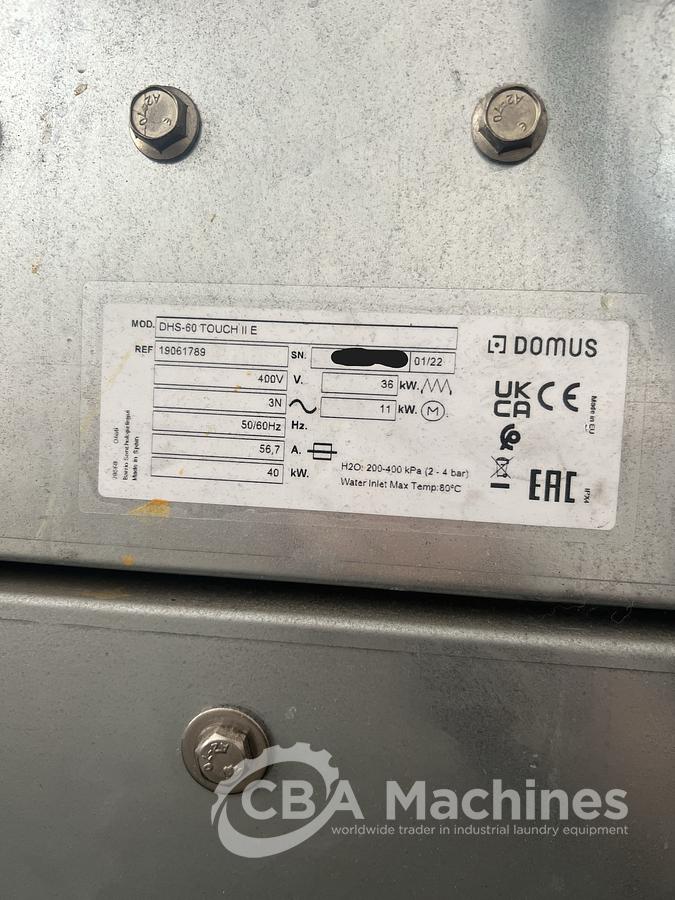 A2-70
A2-70
MOD. DHS-60 TOUCH II E
REF 19061789 SN. 01/22
400V V. 36 kW.
3N 11 kW. M
50/60Hz Hz.
56,7 A.
40 kW.
H2O: 200-400 kPa (2 - 4 bar)
Water Inlet Max Temp:80ºC
Made in Spain
DOMUS
UK CA CE
EAC
Made in EU
IPX4
A2-70
CBA Machines
worldwide trader in industrial laundry equipment